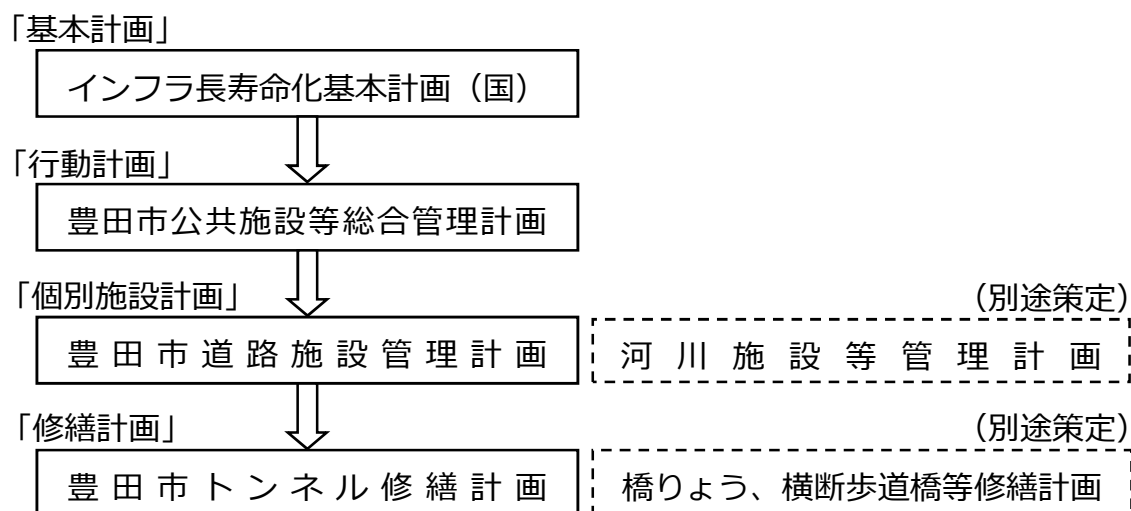 「基本計画」
インフラ長寿命化基本計画（国）
「行動計画」
豊田市公共施設等総合管理計画
「個別施設計画」
（別途策定）
豊田市道路施設管理計画
河川施設等管理計画
「修繕計画」
（別途策定）
豊田市トンネル修繕計画
橋りょう、横断歩道橋等修繕計画